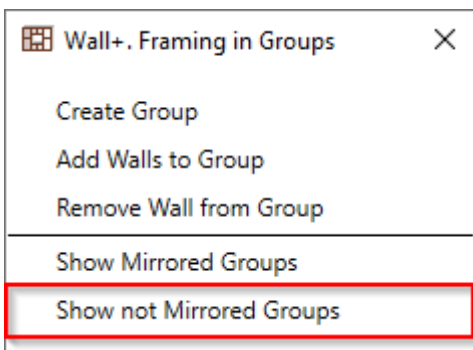 Wall+. Framing in Groups
Create Group
Add Walls to Group
Remove Wall from Group
Show Mirrored Groups
Show not Mirrored Groups